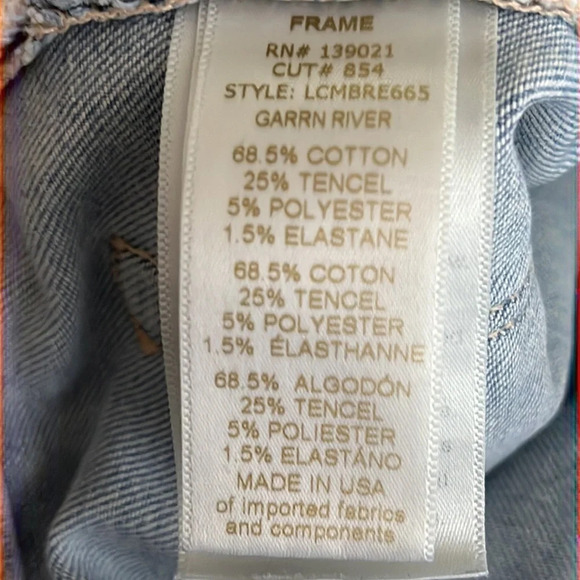 FRAME
RN# 139021
CUT# 854
STYLE: LCMBRE665
GARRN RIVER
68.5% COTTON
25% TENCEL
5% POLYESTER
1.5% ELASTANE
68.5% COTON
25% TENCEL
5% POLYESTER
1.5% ÉLASTHANNE
68.5% ALGODÓN
25% TENCEL
5% POLIESTER
1.5% ELASTÁNO
MADE IN USA
of imported fabrics
and components